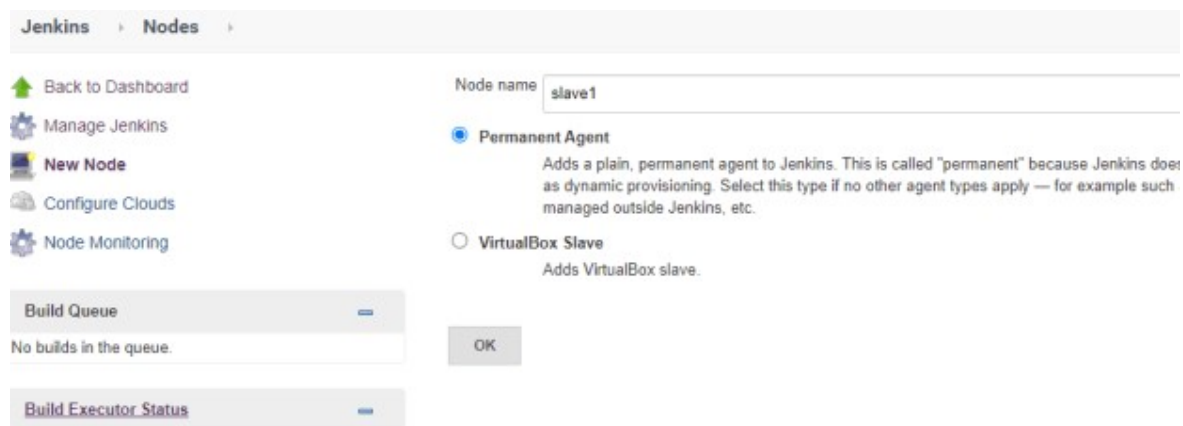 Jenkins Nodes
Back to Dashboard
Manage Jenkins
New Node
Configure Clouds
Node Monitoring
Build Queue
No builds in the queue.
Build Executor Status
Node name slave1
Permanent Agent
Adds a plain, permanent agent to Jenkins. This is called "permanent" because Jenkins does
as dynamic provisioning. Select this type if no other agent types apply — for example such
managed outside Jenkins, etc.
VirtualBox Slave
Adds VirtualBox slave.
OK